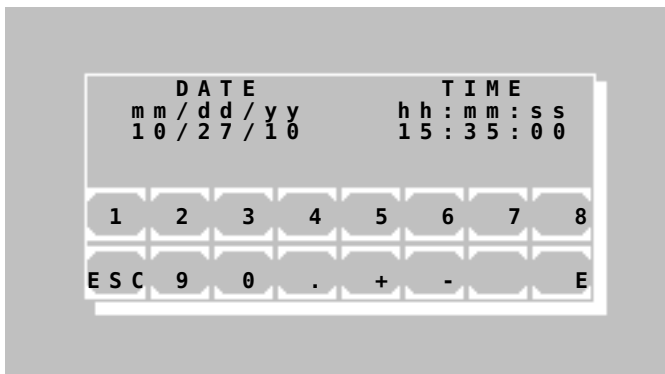 DATE TIME
mm/dd/yy hh:mm:ss
10/27/10 15:35:00
1 2 3 4 5 6 7 8
ESC 9 0 . + - E